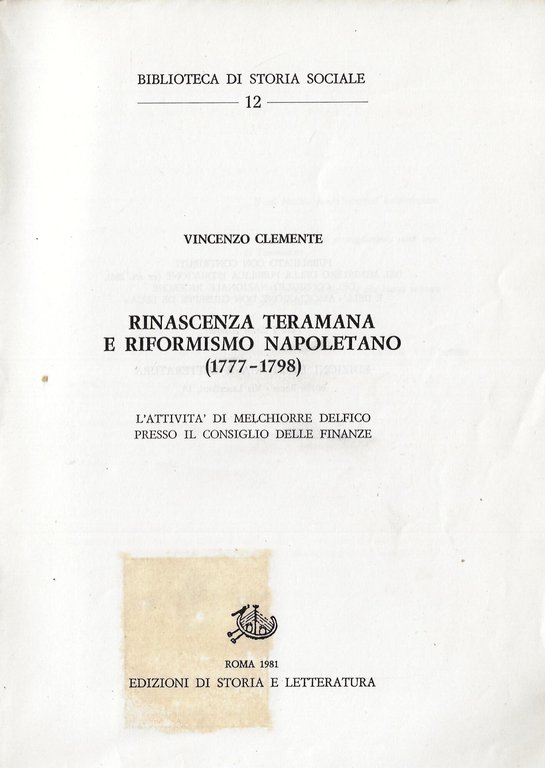 BIBLIOTECA DI STORIA SOCIALE
12
VINCENZO CLEMENTE
RINASCENZA TERAMANA
E RIFORMISMO NAPOLETANO
(1777-1798)
L'ATTIVITA' DI MELCHIORRE DELFICO
PRESSO IL CONSIGLIO DELLE FINANZE
ROMA 1981
EDIZIONI DI STORIA E LETTERATURA